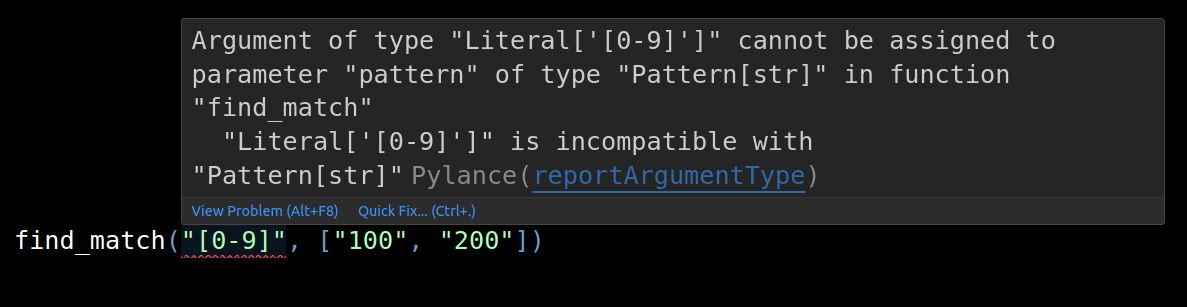 Argument of type "Literal['[0-9]']" cannot be assigned to
parameter "pattern" of type "Pattern[str]" in function
"find_match"
  "Literal['[0-9]']" is incompatible with
"Pattern[str]" Pylance(reportArgumentType)
View Problem (Alt+F8) Quick Fix... (Ctrl+.)
find_match("[0-9]", ["100", "200"])